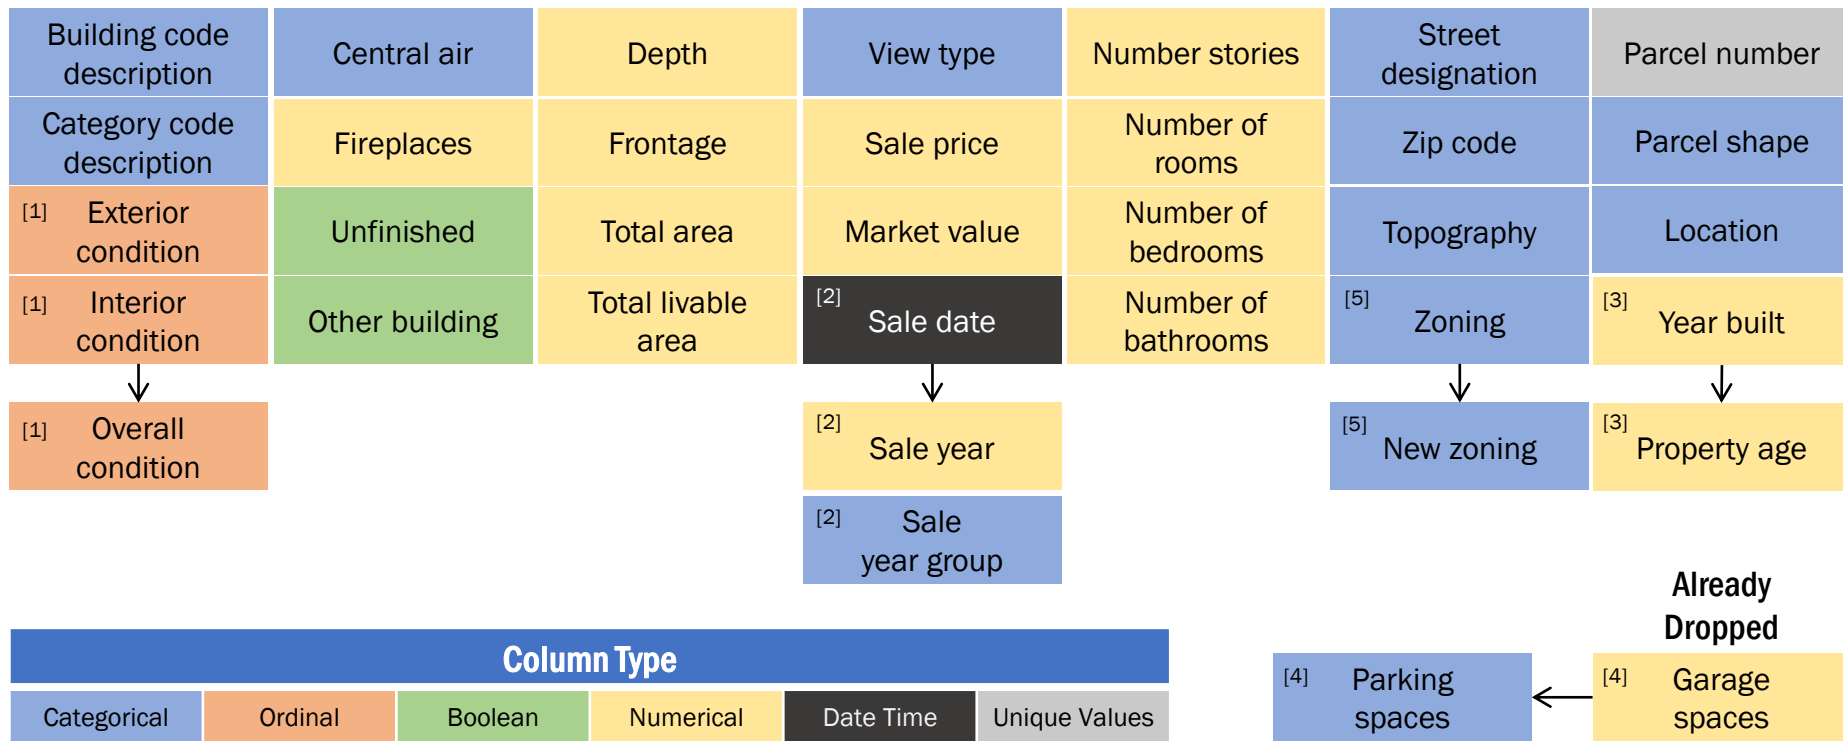 Building code
description
Central air
Depth
View type
Number stories
Street
designation
Parcel number
Category code
description
Fireplaces
Frontage
Sale price
Number of
rooms
Zip code
Parcel shape
[1] Exterior
condition
Unfinished
Total area
Market value
Number of
bedrooms
Topography
Location
[1] Interior
condition
Other building
Total livable
area
[2] Sale date
Number of
bathrooms
[5] Zoning
[3] Year built
[1] Overall
condition
[2] Sale year
[5] New zoning
[3] Property age
[2] Sale
year group
Already
Dropped
Column Type
[4] Parking
spaces
[4] Garage
spaces
Categorical
Ordinal
Boolean
Numerical
Date Time
Unique Values